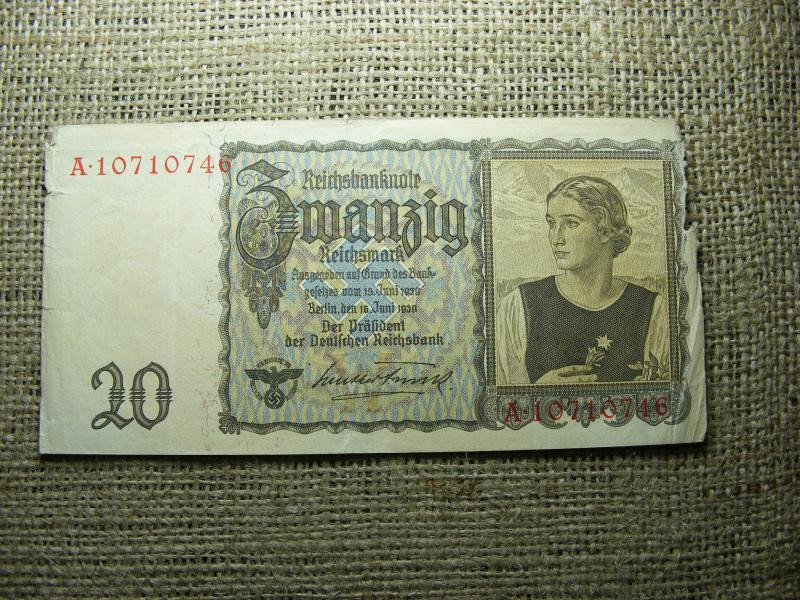 A·10710746
Reichsbanknote
Zwanzig
Reichsmark
Ausgegeben auf Grund des Bank-
gesetzes vom 15. Juni 1939
Berlin, den 16. Juni 1939
Der Präsident
der Deutschen Reichsbank
20
A·10710746